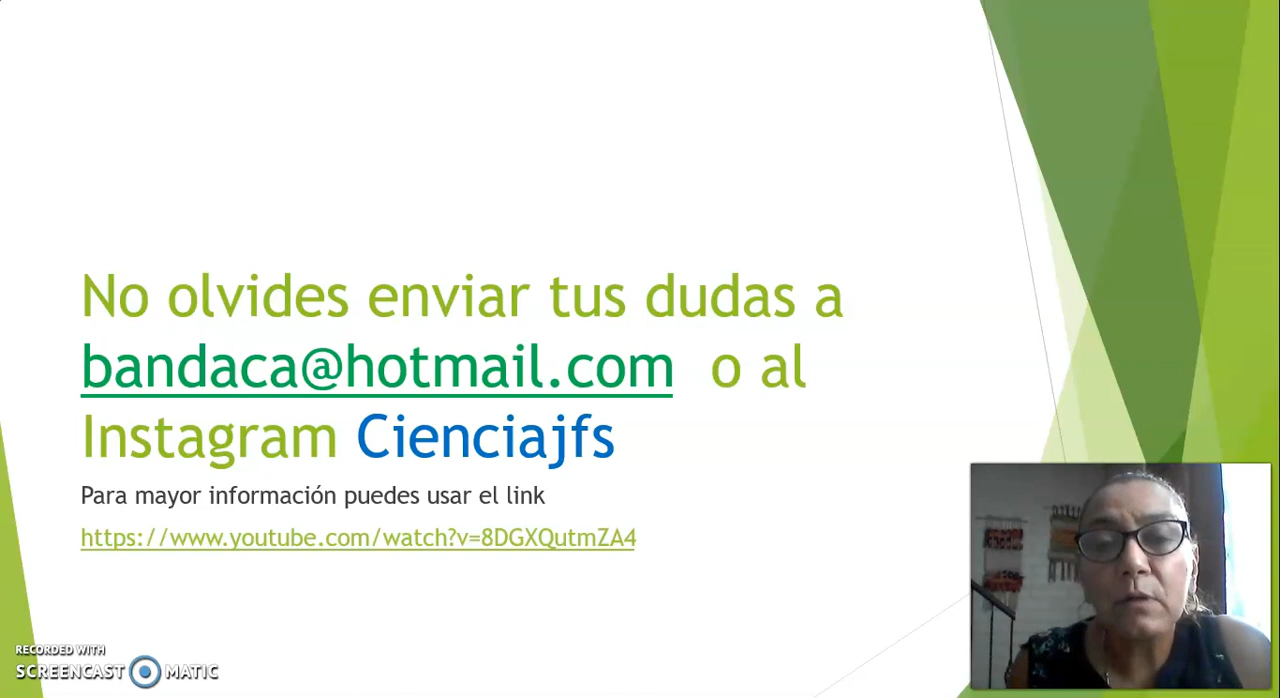 No olvides enviar tus dudas a
bandaca@hotmail.com o al
Instagram Cienciajfs
Para mayor información puedes usar el link
https://www.youtube.com/watch?v=8DGXQutmZA4
RECORDED WITH
SCREENCAST MATIC